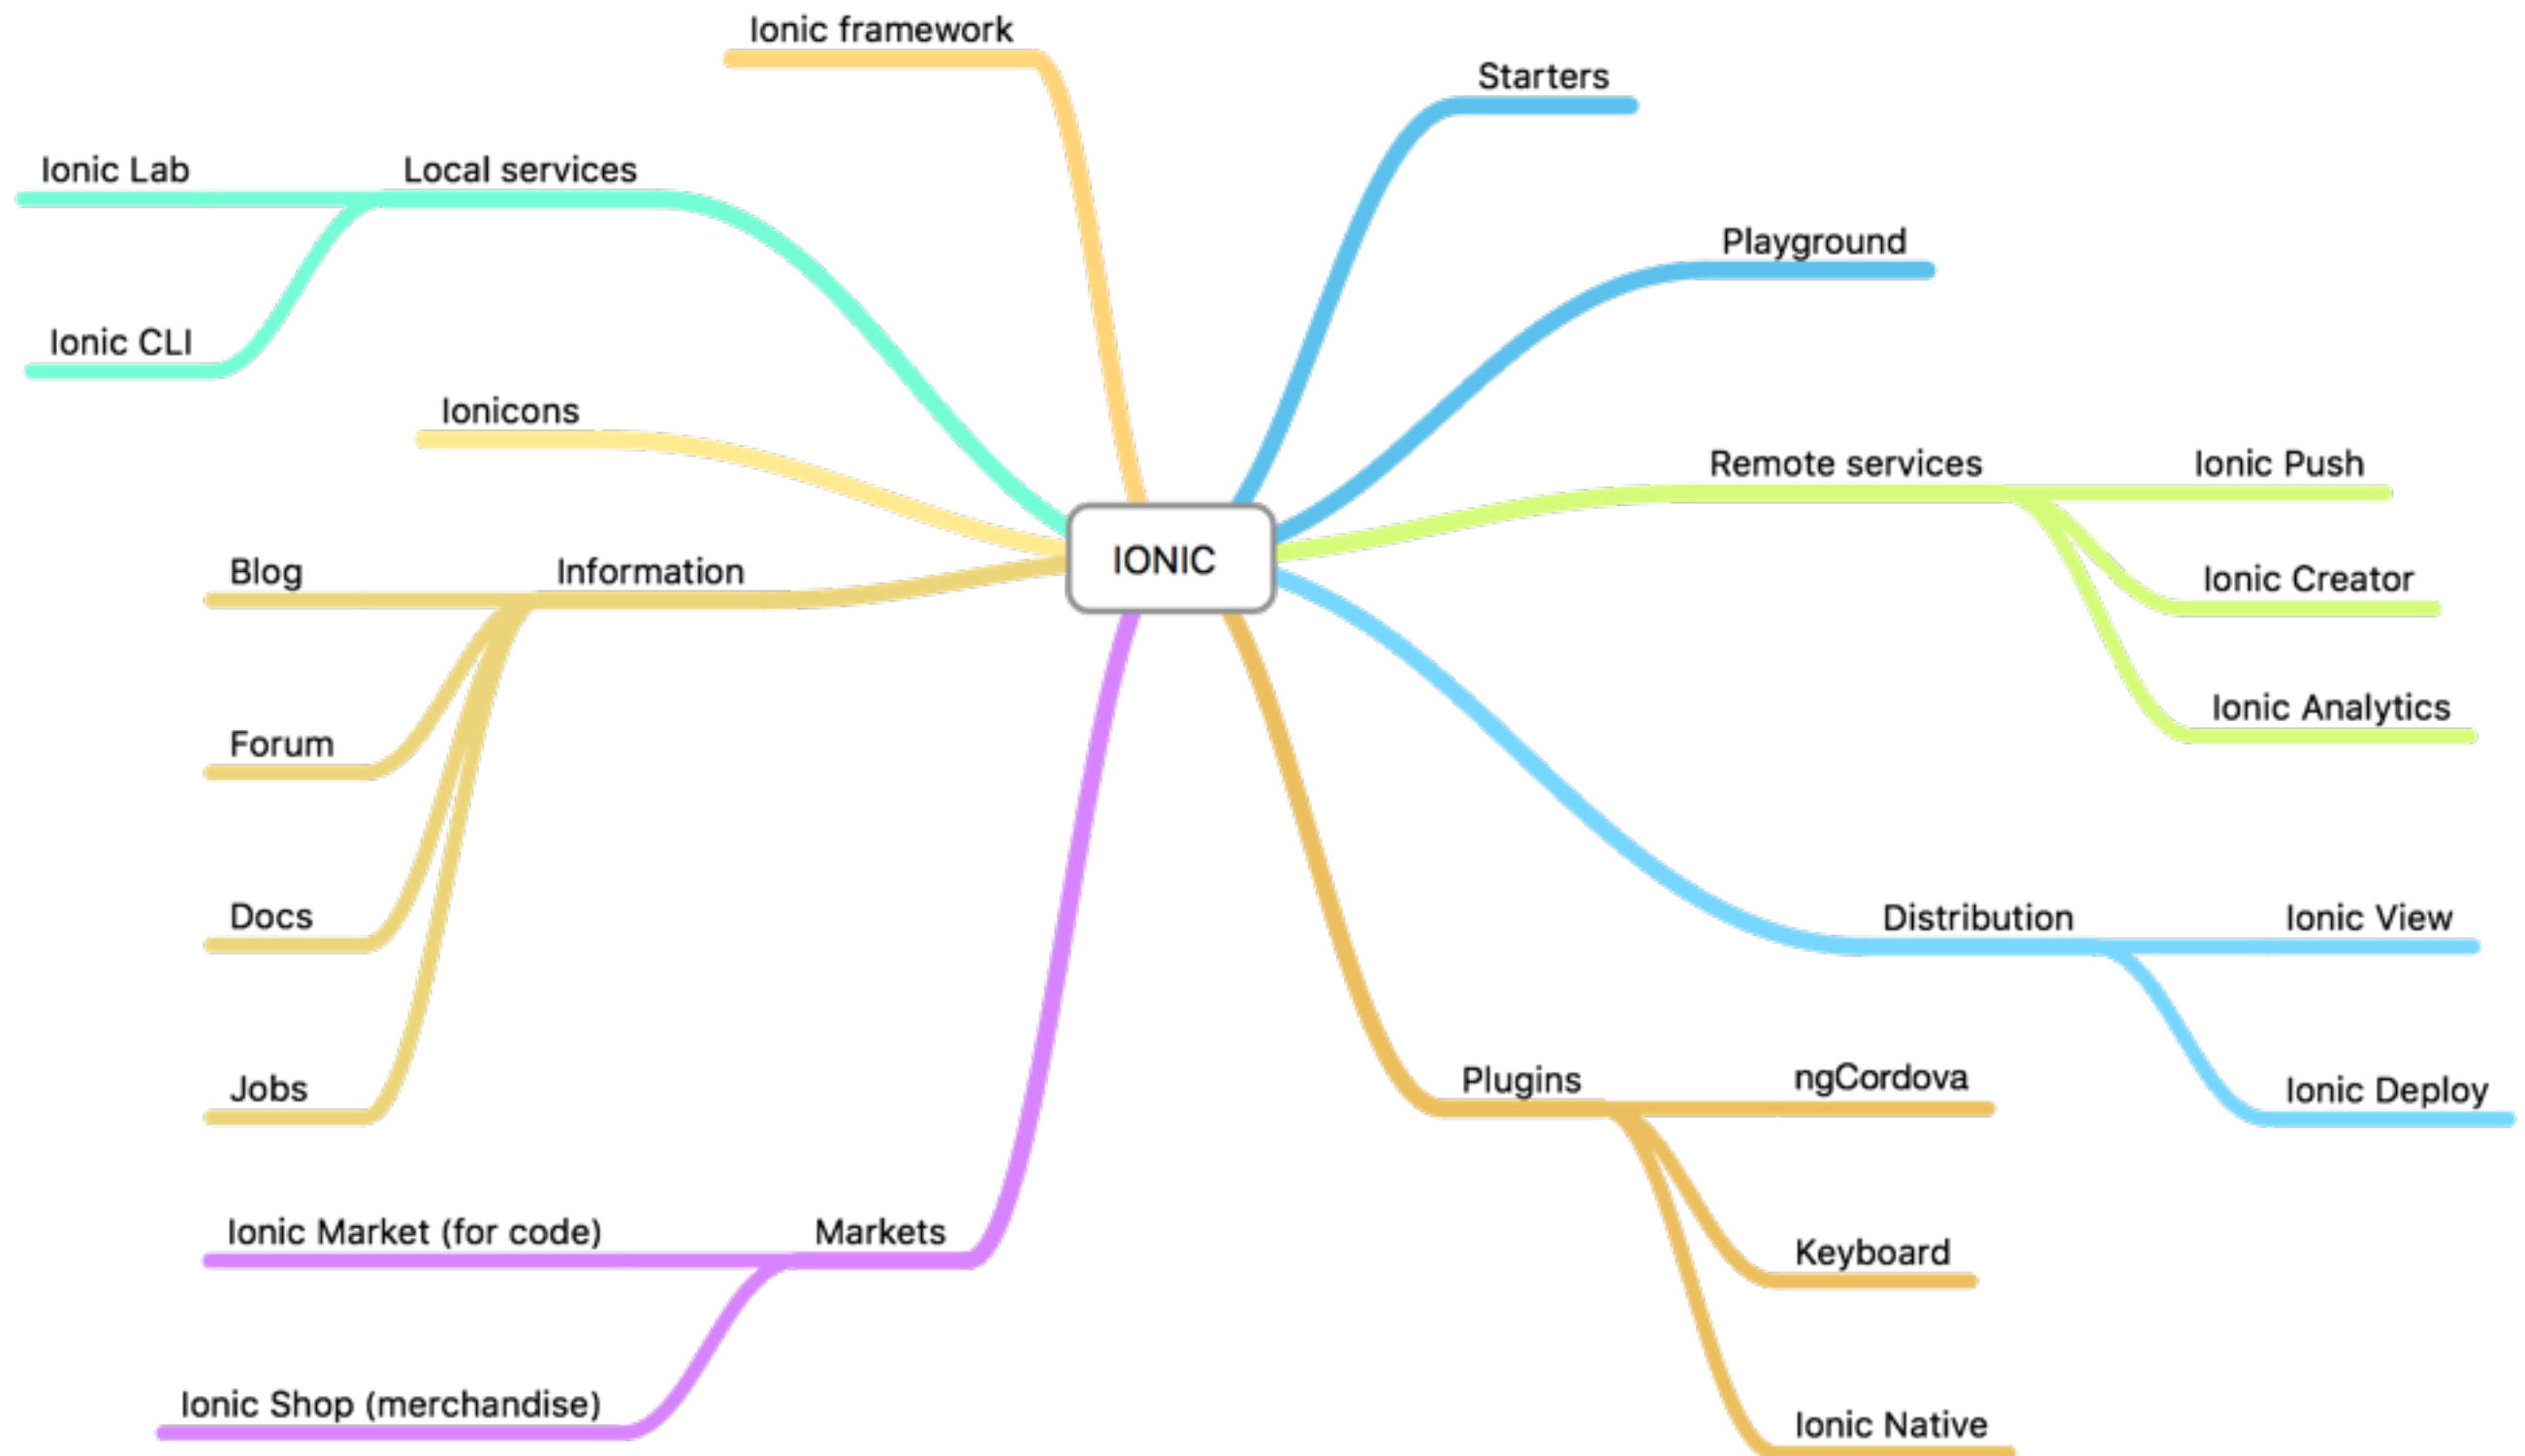 Ionic framework
Starters
Ionic Lab
Local services
Playground
Ionic CLI
Ionicons
Remote services
Ionic Push
IONIC
Blog
Information
Ionic Creator
Ionic Analytics
Forum
Docs
Distribution
Ionic View
Jobs
Plugins
ngCordova
Ionic Deploy
Ionic Market (for code)
Markets
Keyboard
Ionic Shop (merchandise)
Ionic Native